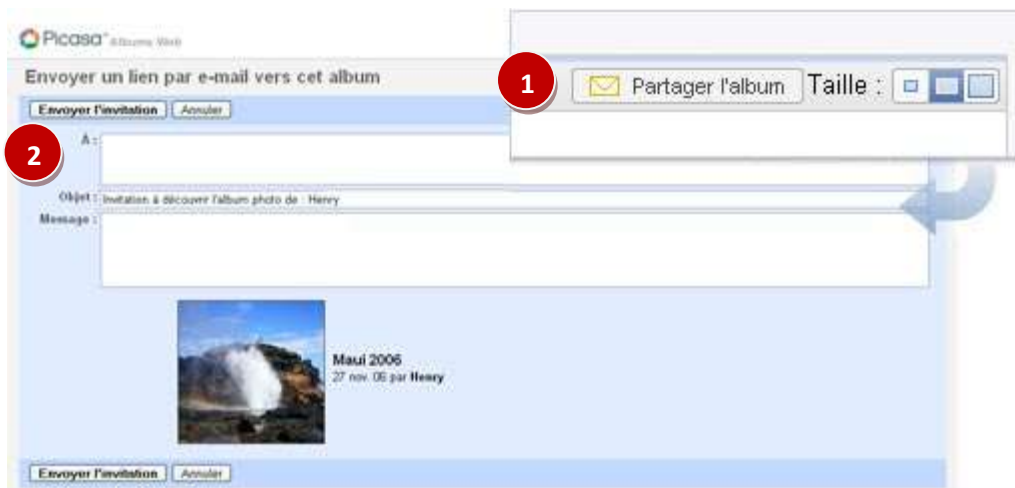 Picasa™ Albums Web
Envoyer un lien par e-mail vers cet album
1
Partager l'album Taille :
Envoyer l'invitation Annuler
2
À :
Objet : Invitation à découvrir l'album photo de : Henry
Message :
Maui 2006
27 nov. 06 par Henry
Envoyer l'invitation Annuler